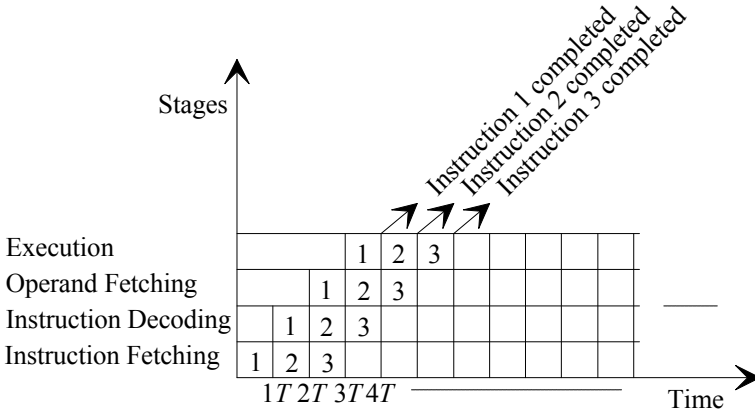 Instruction 1 completed
Instruction 2 completed
Instruction 3 completed
Stages
Execution 1 2 3
Operand Fetching 1 2 3
Instruction Decoding 1 2 3
Instruction Fetching 1 2 3
1T 2T 3T 4T
Time